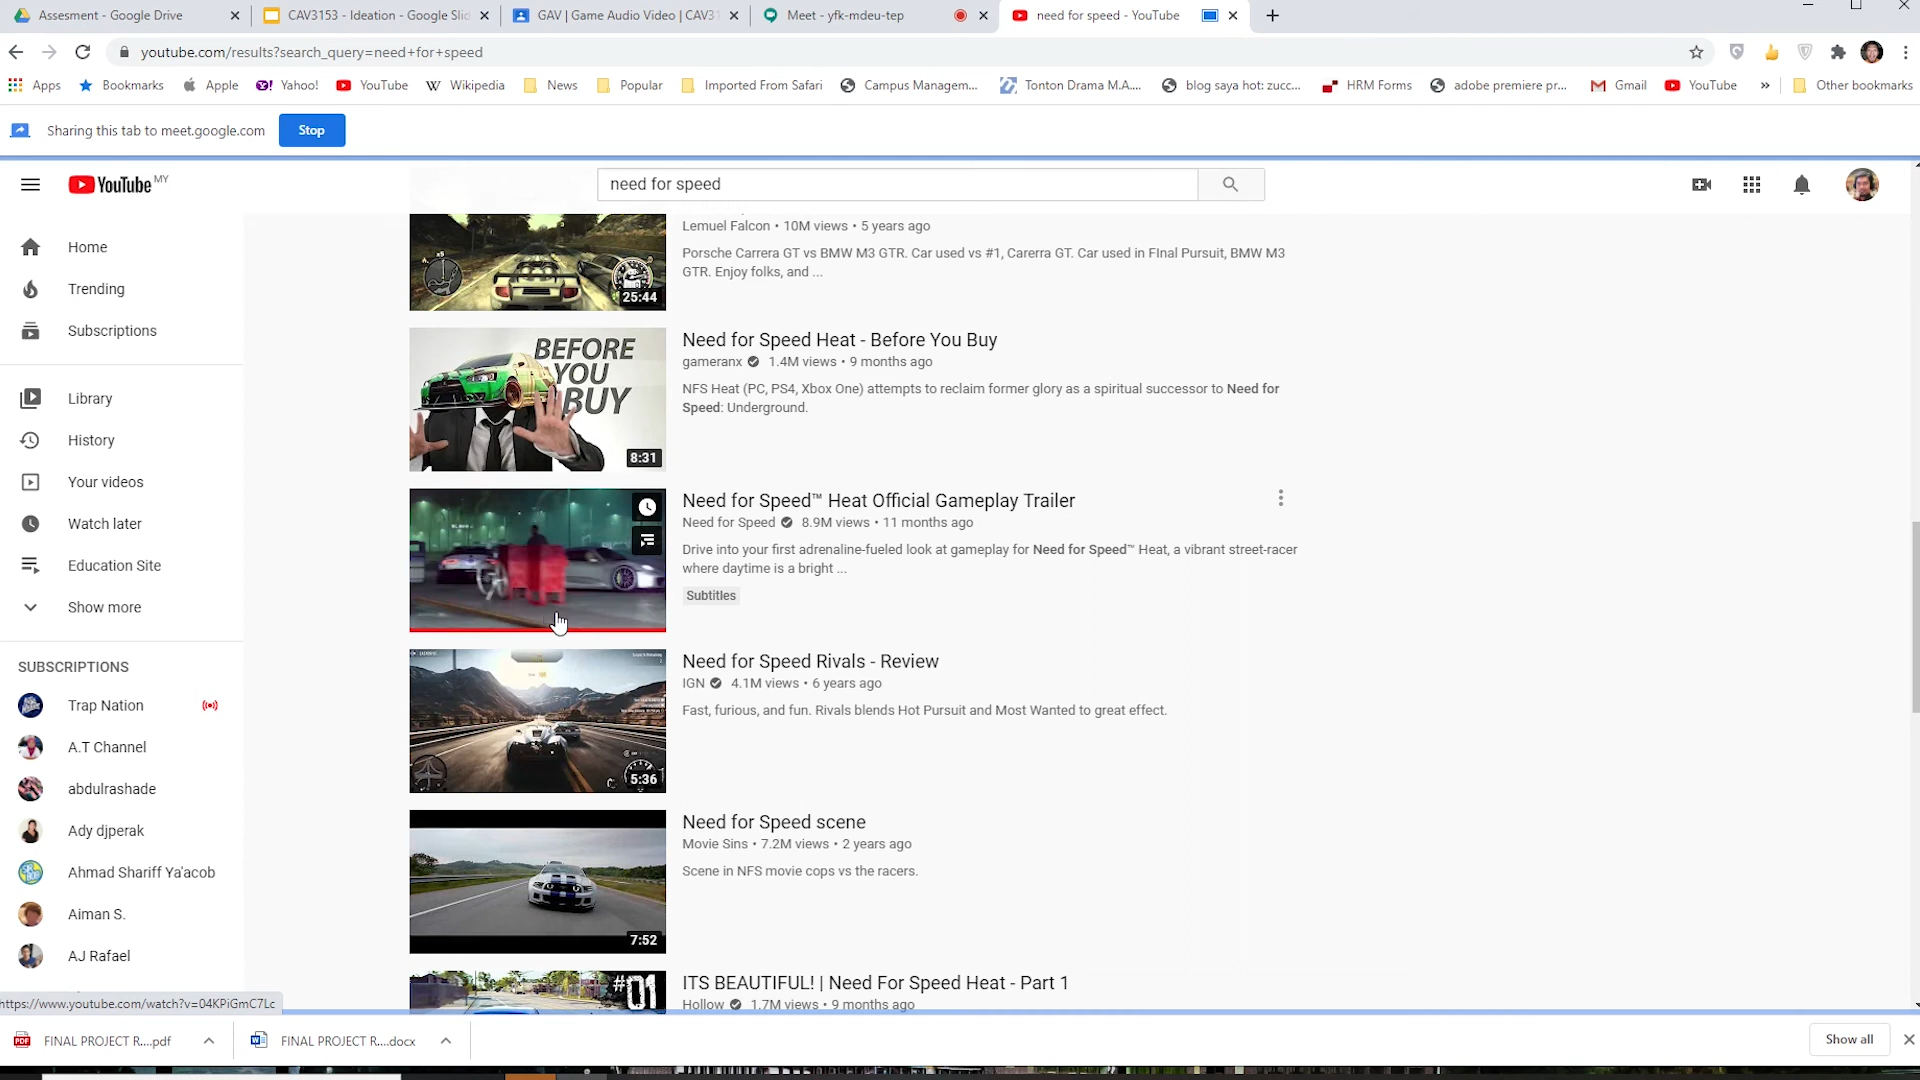 Assesment - Google Drive
CAV3153 - Ideation - Google Slid
GAV | Game Audio Video | CAV31
Meet - yfk-mdeu-tep
need for speed - YouTube
youtube.com/results?search_query=need+for+speed
Apps
Bookmarks
Apple
Yahoo!
YouTube
Wikipedia
News
Popular
Imported From Safari
Campus Managem...
Tonton Drama M.A....
blog saya hot: zucc...
HRM Forms
adobe premiere pr...
Gmail
YouTube
»
Other bookmarks
Sharing this tab to meet.google.com
Stop
YouTube MY
need for speed
Home
Trending
Subscriptions
Library
History
Your videos
Watch later
Education Site
Show more
SUBSCRIPTIONS
Trap Nation
A.T Channel
abdulrashade
Ady djperak
Ahmad Shariff Ya'acob
Aiman S.
AJ Rafael
25:44
Lemuel Falcon • 10M views • 5 years ago
Porsche Carrera GT vs BMW M3 GTR. Car used vs #1, Carerra GT. Car used in FInal Pursuit, BMW M3
GTR. Enjoy folks, and ...
BEFORE
YOU
BUY
8:31
Need for Speed Heat - Before You Buy
gameranx 1.4M views • 9 months ago
NFS Heat (PC, PS4, Xbox One) attempts to reclaim former glory as a spiritual successor to Need for
Speed: Underground.
Need for Speed™ Heat Official Gameplay Trailer
Need for Speed 8.9M views • 11 months ago
Drive into your first adrenaline-fueled look at gameplay for Need for Speed™ Heat, a vibrant street-racer
where daytime is a bright ...
Subtitles
5:36
Need for Speed Rivals - Review
IGN 4.1M views • 6 years ago
Fast, furious, and fun. Rivals blends Hot Pursuit and Most Wanted to great effect.
7:52
Need for Speed scene
Movie Sins • 7.2M views • 2 years ago
Scene in NFS movie cops vs the racers.
#01
ITS BEAUTIFUL! | Need For Speed Heat - Part 1
Hollow 1.7M views • 9 months ago
https://www.youtube.com/watch?v=04KPiGmC7Lc
FINAL PROJECT R....pdf
FINAL PROJECT R....docx
Show all